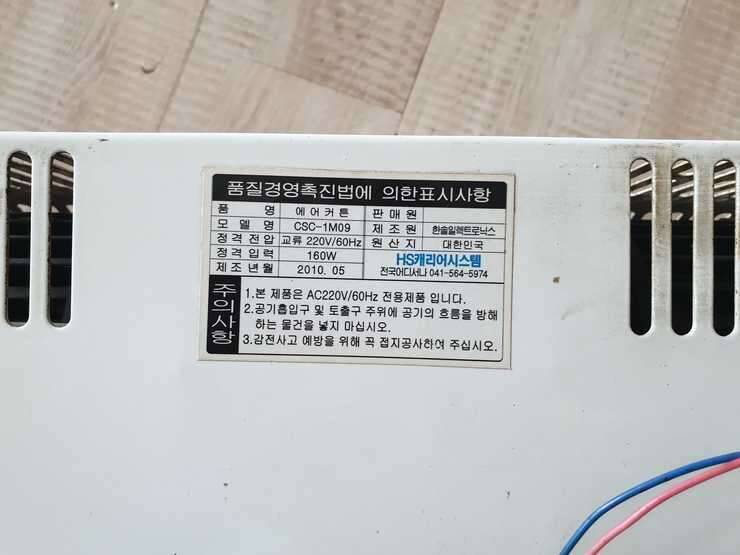 품질경영촉진법에 의한표시사항
품 명 에어커튼 판매원
모델명 CSC-1M09 제조원 한솔일렉트로닉스
정격전압 교류 220V/60Hz 원산지 대한민국
정격입력 160W HS캐리어시스템
제조년월 2010. 05 전국어디서나 041-564-5974
주의사항
1.본 제품은 AC220V/60Hz 전용제품 입니다.
2.공기흡입구 및 토출구 주위에 공기의 흐름을 방해
하는 물건을 넣지 마십시오.
3.감전사고 예방을 위해 꼭 접지공사하여 주십시오.